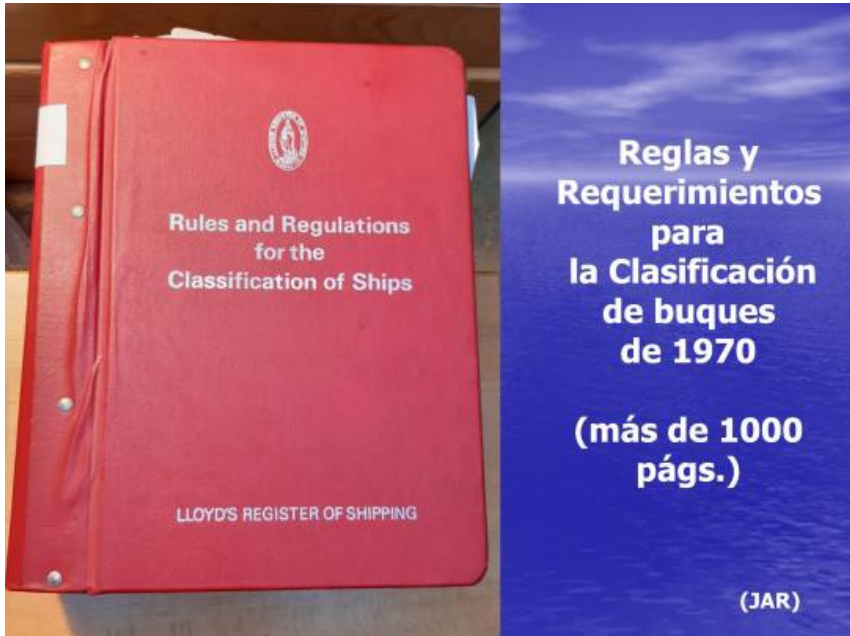 Rules and Regulations
for the
Classification of Ships
LLOYD'S REGISTER OF SHIPPING
Reglas y
Requerimientos
para
la Clasificación
de buques
de 1970
(más de 1000
págs.)
(JAR)